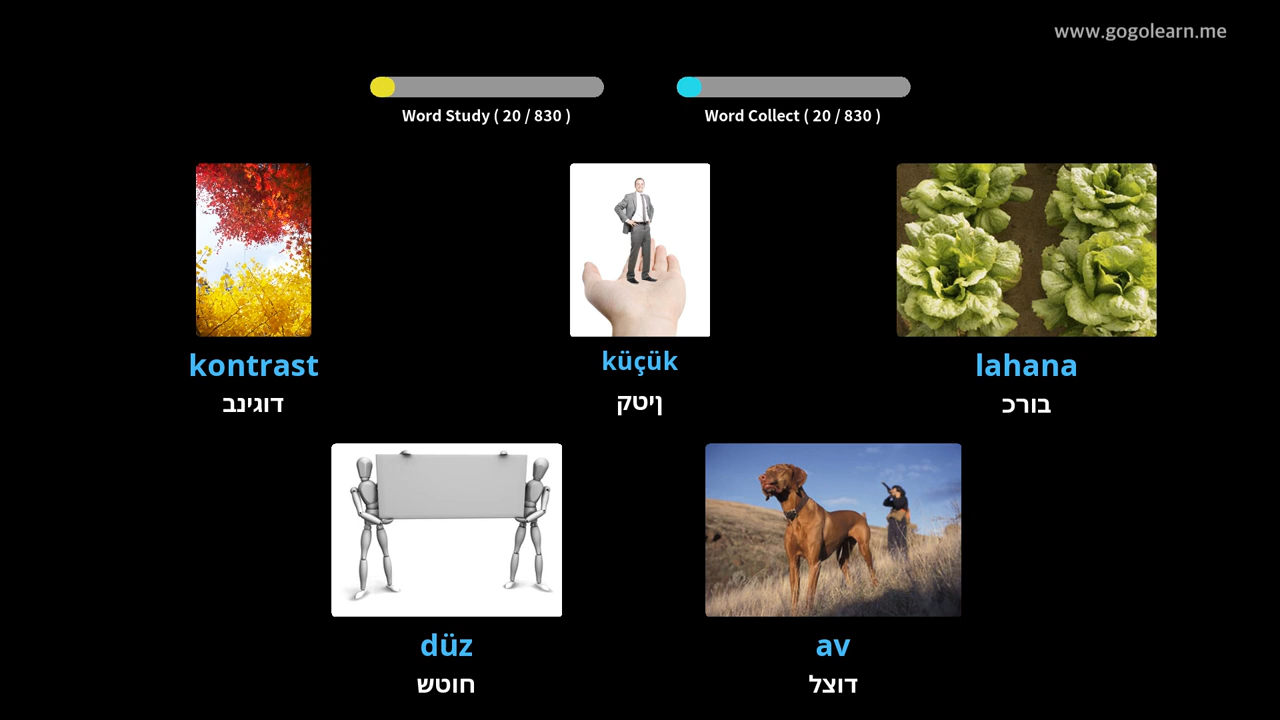 www.gogolearn.me
Word Study ( 20 / 830 )
Word Collect ( 20 / 830 )
kontrast
דוגינב
küçük
ןיטק
lahana
בורכ
düz
חוטש
av
דוצל